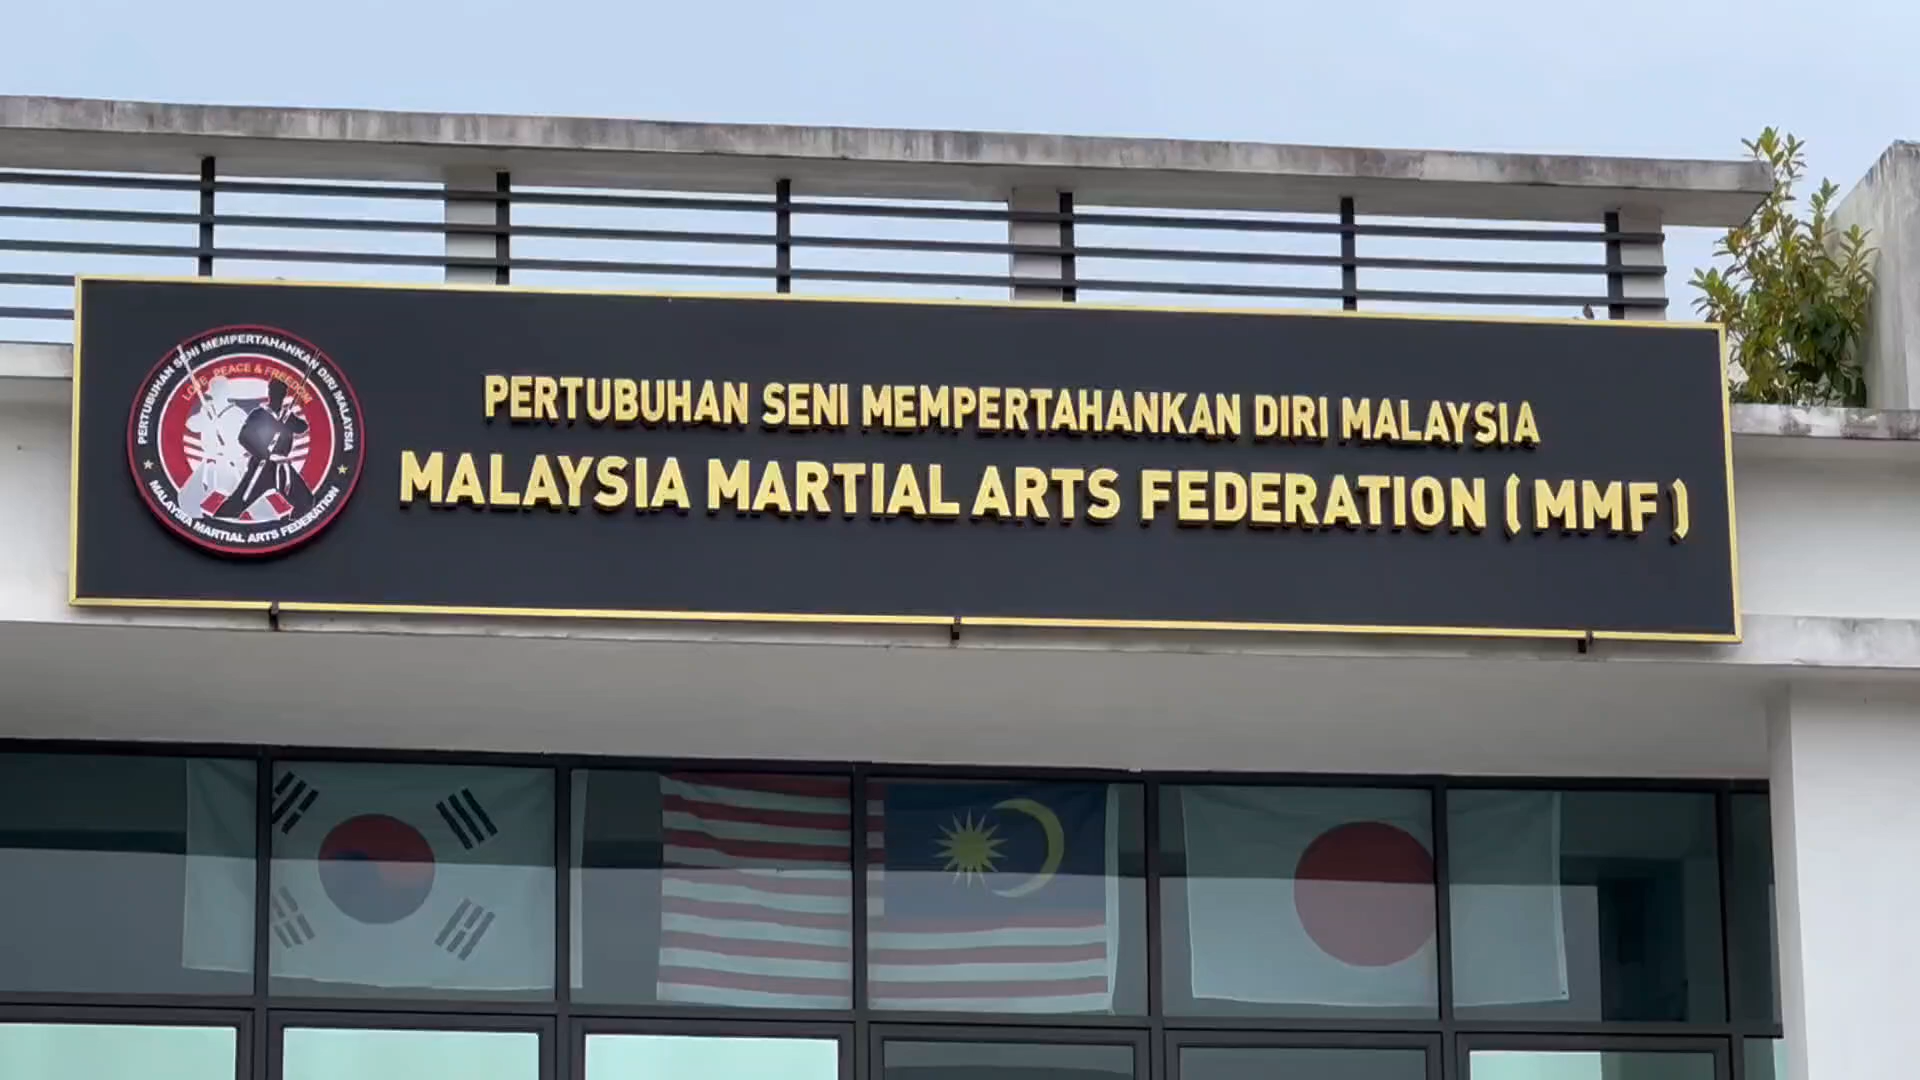 PERTUBUHAN SENI MEMPERTAHANKAN DIRI MALAYSIA
LOVE, PEACE & FREEDOM
MALAYSIA MARTIAL ARTS FEDERATION
PERTUBUHAN SENI MEMPERTAHANKAN DIRI MALAYSIA
MALAYSIA MARTIAL ARTS FEDERATION (MMF)